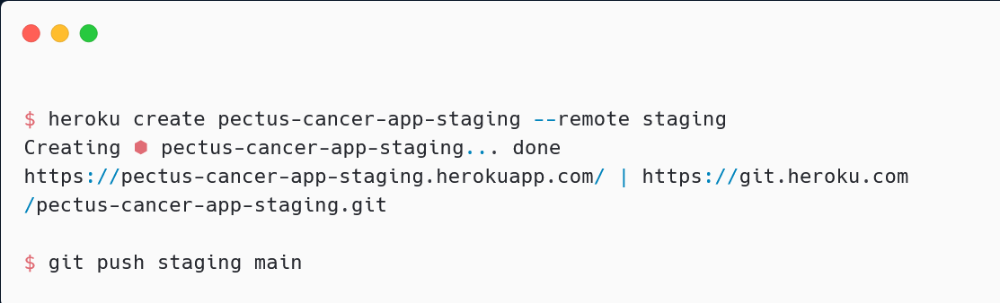 $ heroku create pectus-cancer-app-staging --remote staging
Creating ⬢ pectus-cancer-app-staging... done
https://pectus-cancer-app-staging.herokuapp.com/ | https://git.heroku.com
/pectus-cancer-app-staging.git
$ git push staging main